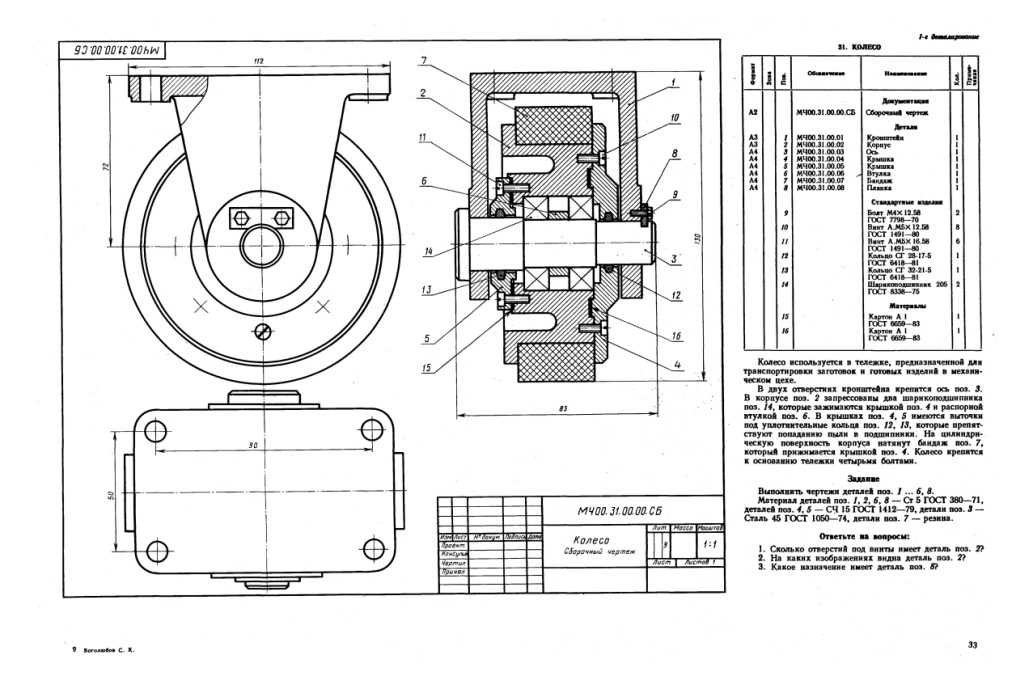 МЧ00.31.00.00.СБ
112
72
90
50
7
2
11
6
14
13
5
15
1
10
8
9
3
12
16
4
130
85
МЧ00.31.00.00.СБ
Колесо
Сборочный чертеж
Лит Масса Масштаб
у 1:1
Лист Листов 1
Изм Лист № докум Подпись Дата
Проект.
Консульт
Чертил
Принял
1-е деталирование
31. КОЛЕСО
Формат Зона Поз. Обозначение Наименование Кол. Приме-чание
Документация
А2 МЧ00.31.00.00.СБ Сборочный чертеж
Детали
А3 1 МЧ00.31.00.01 Кронштейн 1
А3 2 МЧ00.31.00.02 Корпус 1
А4 3 МЧ00.31.00.03 Ось 1
А4 4 МЧ00.31.00.04 Крышка 1
А4 5 МЧ00.31.00.05 Крышка 1
А4 6 МЧ00.31.00.06 Втулка 1
А4 7 МЧ00.31.00.07 Бандаж 1
А4 8 МЧ00.31.00.08 Планка 1
Стандартные изделия
9 Болт М4×12.58 2
ГОСТ 7798—70
10 Винт А.М5×12.58 8
ГОСТ 1491—80
11 Винт А.М5×16.58 6
ГОСТ 1491—80
12 Кольцо СГ 28-17-5 1
ГОСТ 6418—81
13 Кольцо СГ 32-21-5 1
ГОСТ 6418—81
14 Шарикоподшипник 205 2
ГОСТ 8338—75
Материалы
15 Картон А 1 1
ГОСТ 6659—83
16 Картон А 1 1
ГОСТ 6659—83
Колесо используется в тележке, предназначенной для
транспортировки заготовок и готовых изделий в механи-
ческом цехе.
В двух отверстиях кронштейна крепится ось поз. 3.
В корпусе поз. 2 запрессованы два шарикоподшипника
поз. 14, которые зажимаются крышкой поз. 4 и распорной
втулкой поз. 6. В крышках поз. 4, 5 имеются выточки
под уплотнительные кольца поз. 12, 13, которые препят-
ствуют попаданию пыли в подшипники. На цилиндри-
ческую поверхность корпуса натянут бандаж поз. 7,
который прижимается крышкой поз. 4. Колесо крепится
к основанию тележки четырьмя болтами.
Задание
Выполнить чертежи деталей поз. 1 ... 6, 8.
Материал деталей поз. 1, 2, 6, 8 — Ст 5 ГОСТ 380—71,
деталей поз. 4, 5 — СЧ 15 ГОСТ 1412—79, детали поз. 3 —
Сталь 45 ГОСТ 1050—74, детали поз. 7 — резина.
Ответьте на вопросы:
1. Сколько отверстий под винты имеет деталь поз. 2?
2. На каких изображениях видна деталь поз. 2?
3. Какое назначение имеет деталь поз. 8?
9 Боголюбов С. К.
33